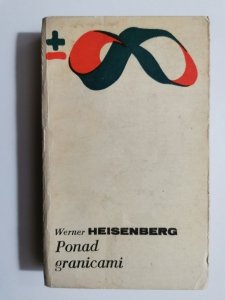 ±
Werner HEISENBERG
Ponad
granicami